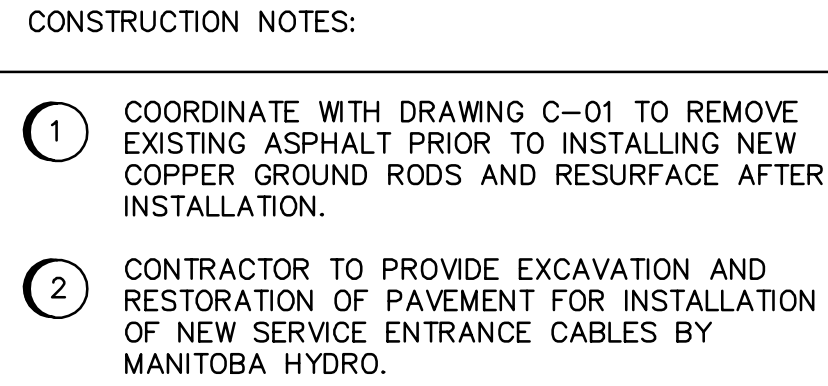 CONSTRUCTION NOTES:
1 COORDINATE WITH DRAWING C-01 TO REMOVE
EXISTING ASPHALT PRIOR TO INSTALLING NEW
COPPER GROUND RODS AND RESURFACE AFTER
INSTALLATION.
2 CONTRACTOR TO PROVIDE EXCAVATION AND
RESTORATION OF PAVEMENT FOR INSTALLATION
OF NEW SERVICE ENTRANCE CABLES BY
MANITOBA HYDRO.